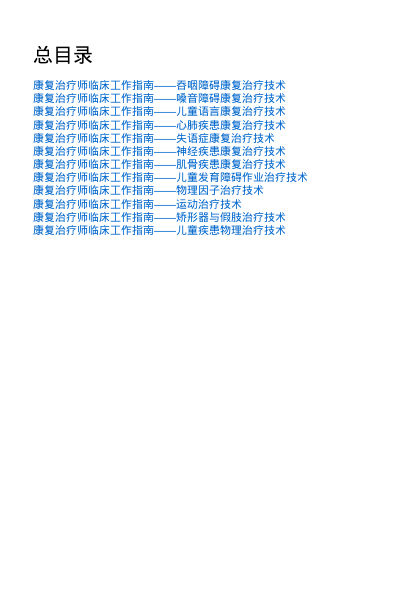 总目录
康复治疗师临床工作指南——吞咽障碍康复治疗技术
康复治疗师临床工作指南——嗓音障碍康复治疗技术
康复治疗师临床工作指南——儿童语言康复治疗技术
康复治疗师临床工作指南——心肺疾患康复治疗技术
康复治疗师临床工作指南——失语症康复治疗技术
康复治疗师临床工作指南——神经疾患康复治疗技术
康复治疗师临床工作指南——肌骨疾患康复治疗技术
康复治疗师临床工作指南——儿童发育障碍作业治疗技术
康复治疗师临床工作指南——物理因子治疗技术
康复治疗师临床工作指南——运动治疗技术
康复治疗师临床工作指南——矫形器与假肢治疗技术
康复治疗师临床工作指南——儿童疾患物理治疗技术